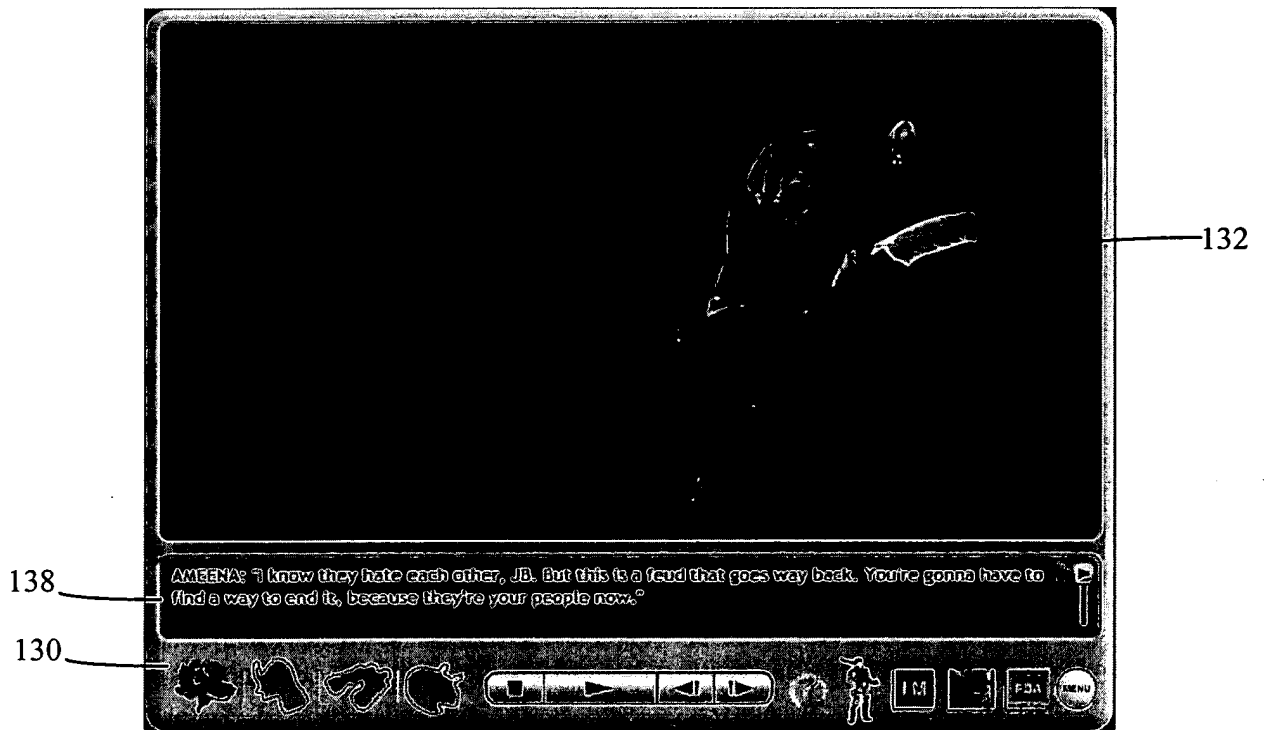 132
138
AMEENA: "I know they hate each other, JB. But this is a feud that goes way back. You're gonna have to
find a way to end it, because they're your people now."
130
IM
PDA
MENU